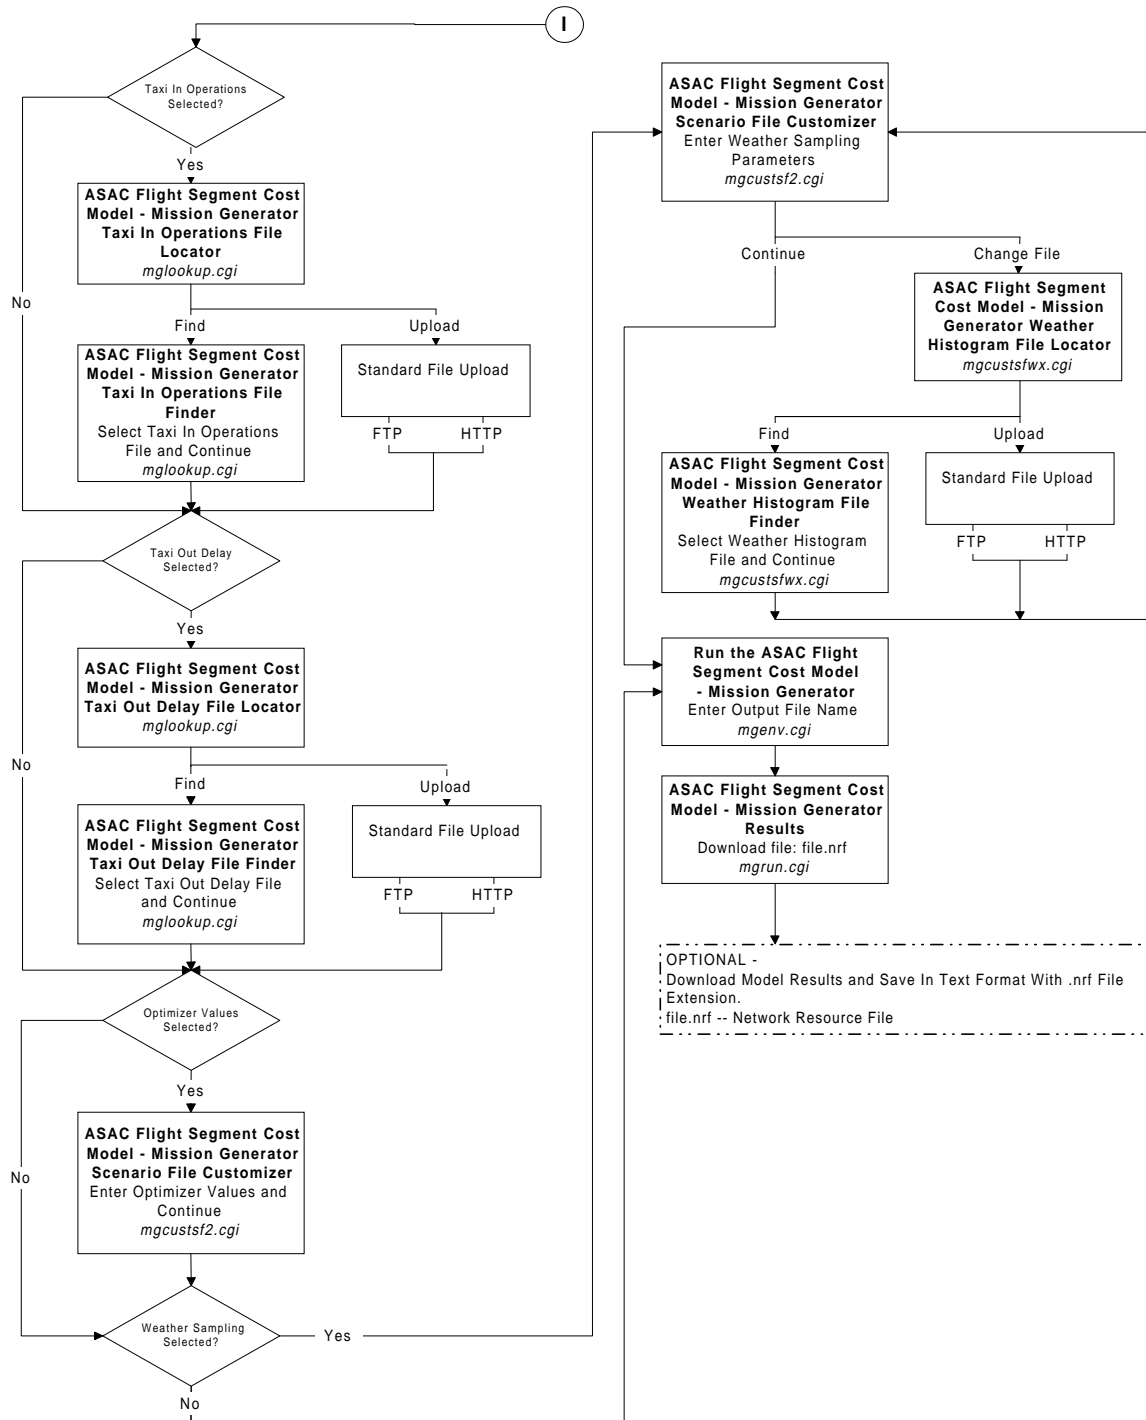 I
Taxi In Operations
Selected?
Yes
ASAC Flight Segment Cost
Model - Mission Generator
Taxi In Operations File
Locator
mglookup.cgi
No
Find
Upload
ASAC Flight Segment Cost
Model - Mission Generator
Taxi In Operations File
Finder
Select Taxi In Operations
File and Continue
mglookup.cgi
Standard File Upload
FTP
HTTP
Taxi Out Delay
Selected?
Yes
ASAC Flight Segment Cost
Model - Mission Generator
Taxi Out Delay File Locator
mglookup.cgi
No
Find
Upload
ASAC Flight Segment Cost
Model - Mission Generator
Taxi Out Delay File Finder
Select Taxi Out Delay File
and Continue
mglookup.cgi
Standard File Upload
FTP
HTTP
Optimizer Values
Selected?
Yes
ASAC Flight Segment Cost
Model - Mission Generator
Scenario File Customizer
Enter Optimizer Values and
Continue
mgcustsf2.cgi
No
Weather Sampling
Selected?
Yes
No
ASAC Flight Segment Cost
Model - Mission Generator
Scenario File Customizer
Enter Weather Sampling
Parameters
mgcustsf2.cgi
Continue
Change File
ASAC Flight Segment
Cost Model - Mission
Generator Weather
Histogram File Locator
mgcustsfwx.cgi
Find
Upload
ASAC Flight Segment Cost
Model - Mission Generator
Weather Histogram File
Finder
Select Weather Histogram
File and Continue
mgcustsfwx.cgi
Standard File Upload
FTP
HTTP
Run the ASAC Flight
Segment Cost Model
- Mission Generator
Enter Output File Name
mgenv.cgi
ASAC Flight Segment Cost
Model - Mission Generator
Results
Download file: file.nrf
mgrun.cgi
OPTIONAL -
Download Model Results and Save In Text Format With .nrf File
Extension.
file.nrf -- Network Resource File